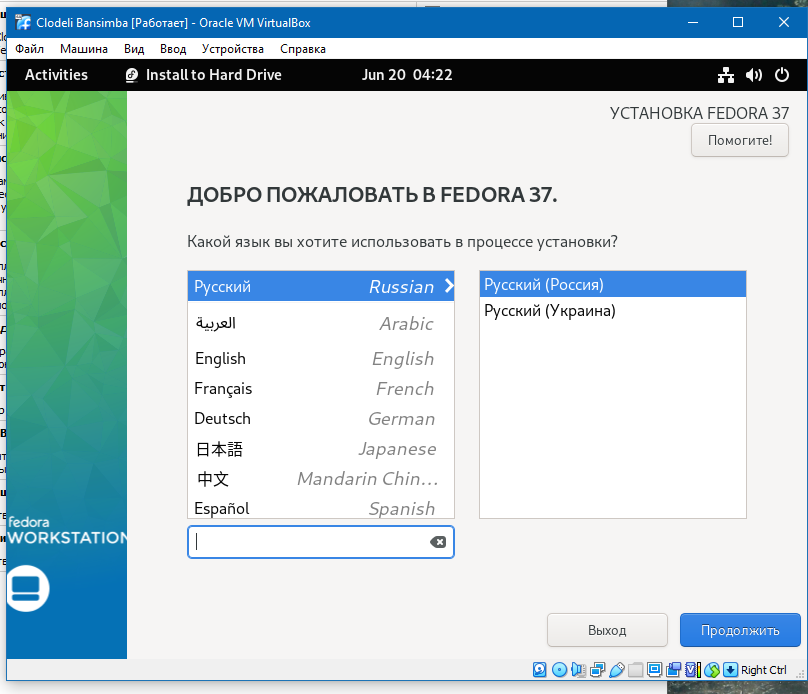 Clodeli Bansimba [Работает] - Oracle VM VirtualBox
Файл Машина Вид Ввод Устройства Справка
Activities Install to Hard Drive Jun 20 04:22
УСТАНОВКА FEDORA 37
Помогите!
ДОБРО ПОЖАЛОВАТЬ В FEDORA 37.
Какой язык вы хотите использовать в процессе установки?
Русский Russian
العربية Arabic
English English
Français French
Deutsch German
日本語 Japanese
中文 Mandarin Chin...
Español Spanish
Русский (Россия)
Русский (Украина)
fedora
WORKSTATION
Выход Продолжить
Right Ctrl